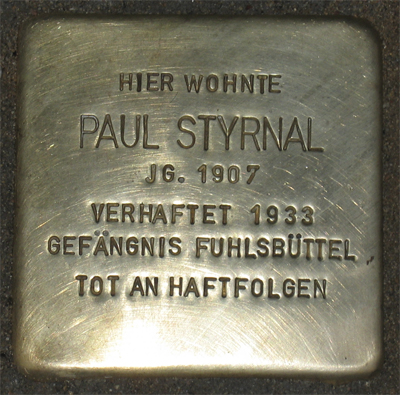 HIER WOHNTE
PAUL STYRNAL
JG. 1907
VERHAFTET 1933
GEFÄNGNIS FUHLSBÜTTEL
TOT AN HAFTFOLGEN